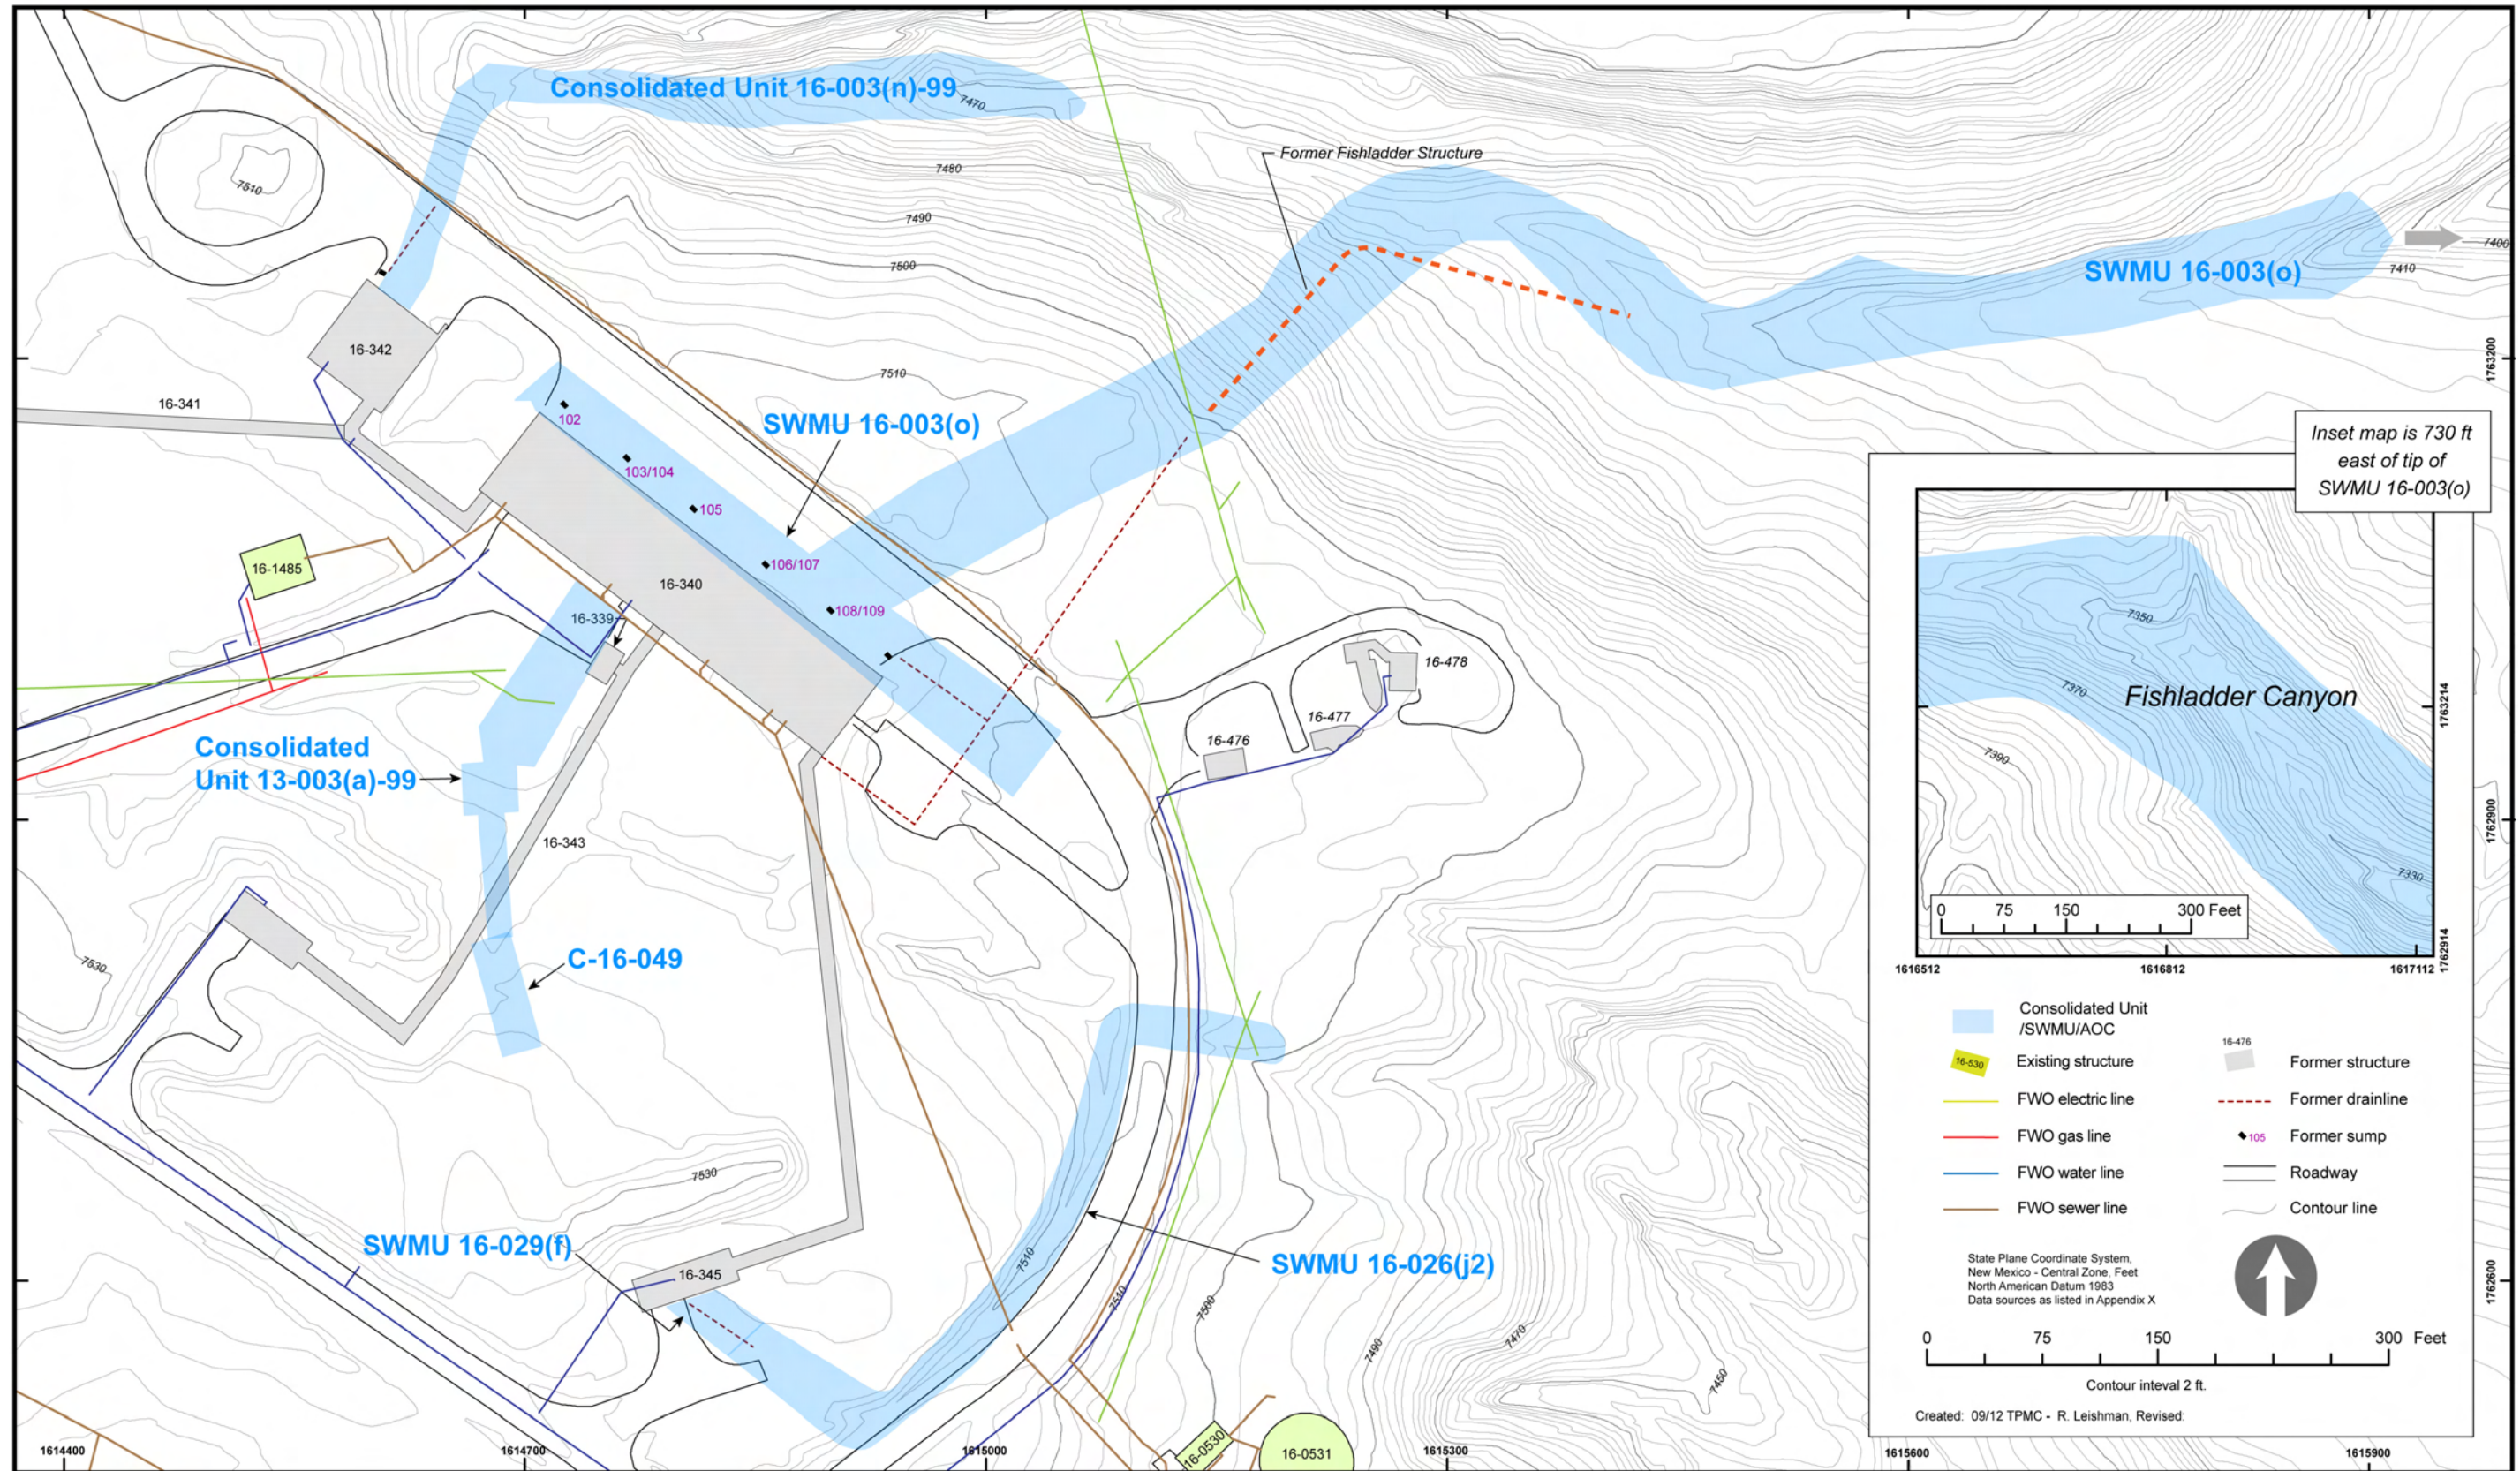 Consolidated Unit 16-003(n)-99
7470
Former Fishladder Structure
7480
7510
7490
7500
7400
7410
SWMU 16-003(o)
16-342
1763200
7510
16-341
102
SWMU 16-003(o)
103/104
105
Inset map is 730 ft
east of tip of
SWMU 16-003(o)
16-1485
106/107
16-340
108/109
16-339
16-478
16-477
16-476
Consolidated
Unit 13-003(a)-99
7350
7370
Fishladder Canyon
7390
7330
1763214
0 75 150 300 Feet
1762914
1616512 1616812 1617112
1762900
16-343
7530
C-16-049
Consolidated Unit
/SWMU/AOC
16-530
Existing structure
16-476
Former structure
FWO electric line
Former drainline
FWO gas line
105
Former sump
FWO water line
Roadway
FWO sewer line
Contour line
7530
SWMU 16-029(f)
7510
SWMU 16-026(j2)
16-345
7510
7500
7490
7470
7450
State Plane Coordinate System,
New Mexico - Central Zone, Feet
North American Datum 1983
Data sources as listed in Appendix X
1762600
0 75 150 300 Feet
Contour inteval 2 ft.
Created: 09/12 TPMC - R. Leishman, Revised:
16-0530
16-0531
1614400 1614700 1615000 1615300 1615600 1615900